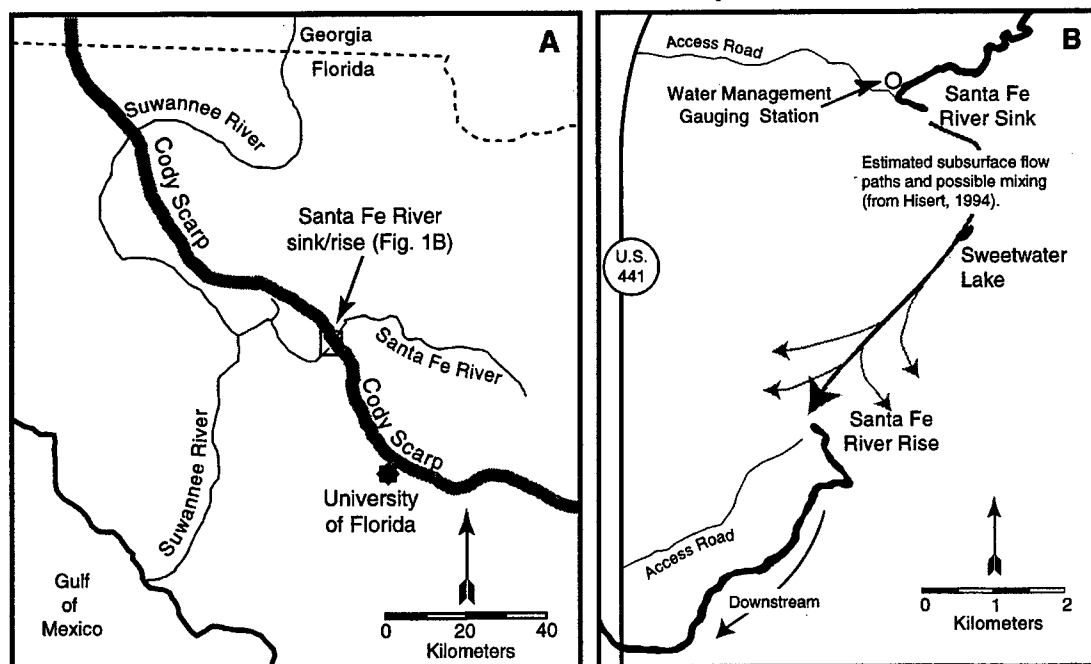 A
Georgia
Florida
Suwannee River
Cody Scarp
Santa Fe River
sink/rise (Fig. 1B)
Santa Fe River
Cody Scarp
Suwannee River
University
of Florida
Gulf
of
Mexico
0 20 40
Kilometers
B
Access Road
Water Management
Gauging Station
Santa Fe
River Sink
Estimated subsurface flow
paths and possible mixing
(from Hisert, 1994).
U.S.
441
Sweetwater
Lake
Santa Fe
River Rise
Access Road
Downstream
0 1 2
Kilometers